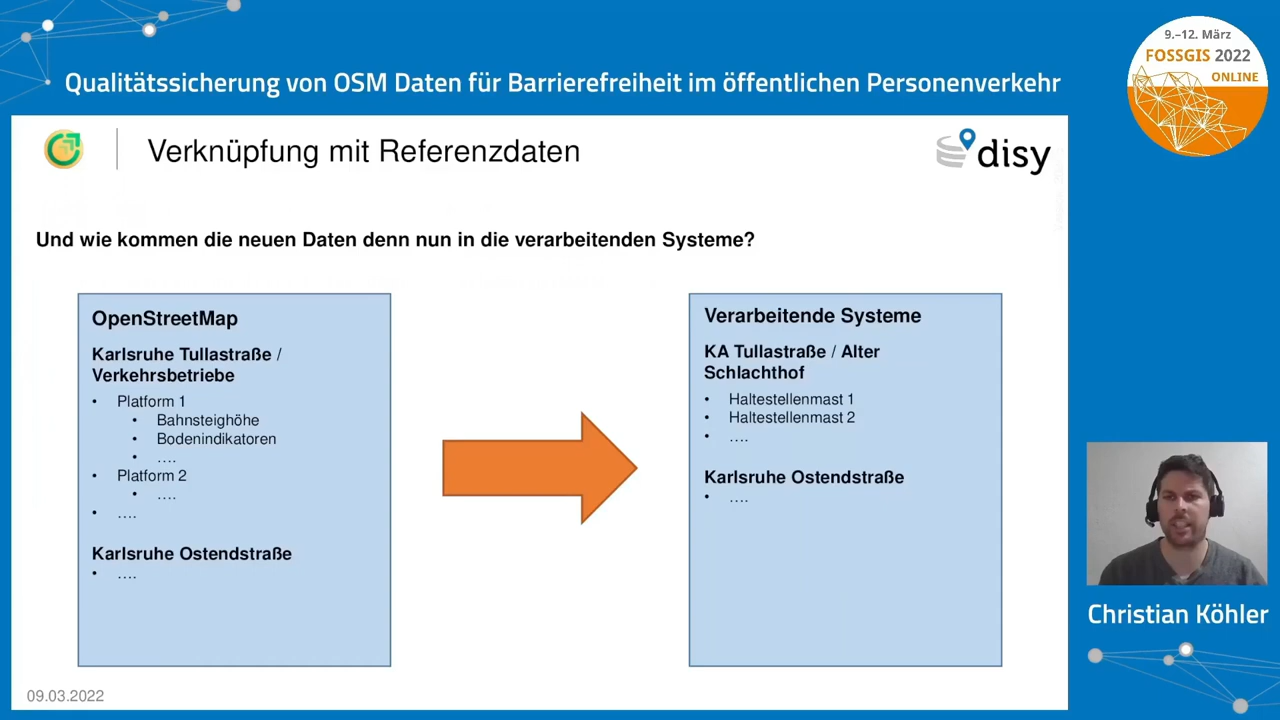 9.–12. März
FOSSGIS 2022
ONLINE
Qualitätssicherung von OSM Daten für Barrierefreiheit im öffentlichen Personenverkehr
Verknüpfung mit Referenzdaten
disy
Und wie kommen die neuen Daten denn nun in die verarbeitenden Systeme?
OpenStreetMap
Karlsruhe Tullastraße /
Verkehrsbetriebe
• Platform 1
• Bahnsteighöhe
• Bodenindikatoren
• ....
• Platform 2
• ....
• ....
Karlsruhe Ostendstraße
• ....
Verarbeitende Systeme
KA Tullastraße / Alter
Schlachthof
• Haltestellenmast 1
• Haltestellenmast 2
• ....
Karlsruhe Ostendstraße
• ....
Christian Köhler
09.03.2022